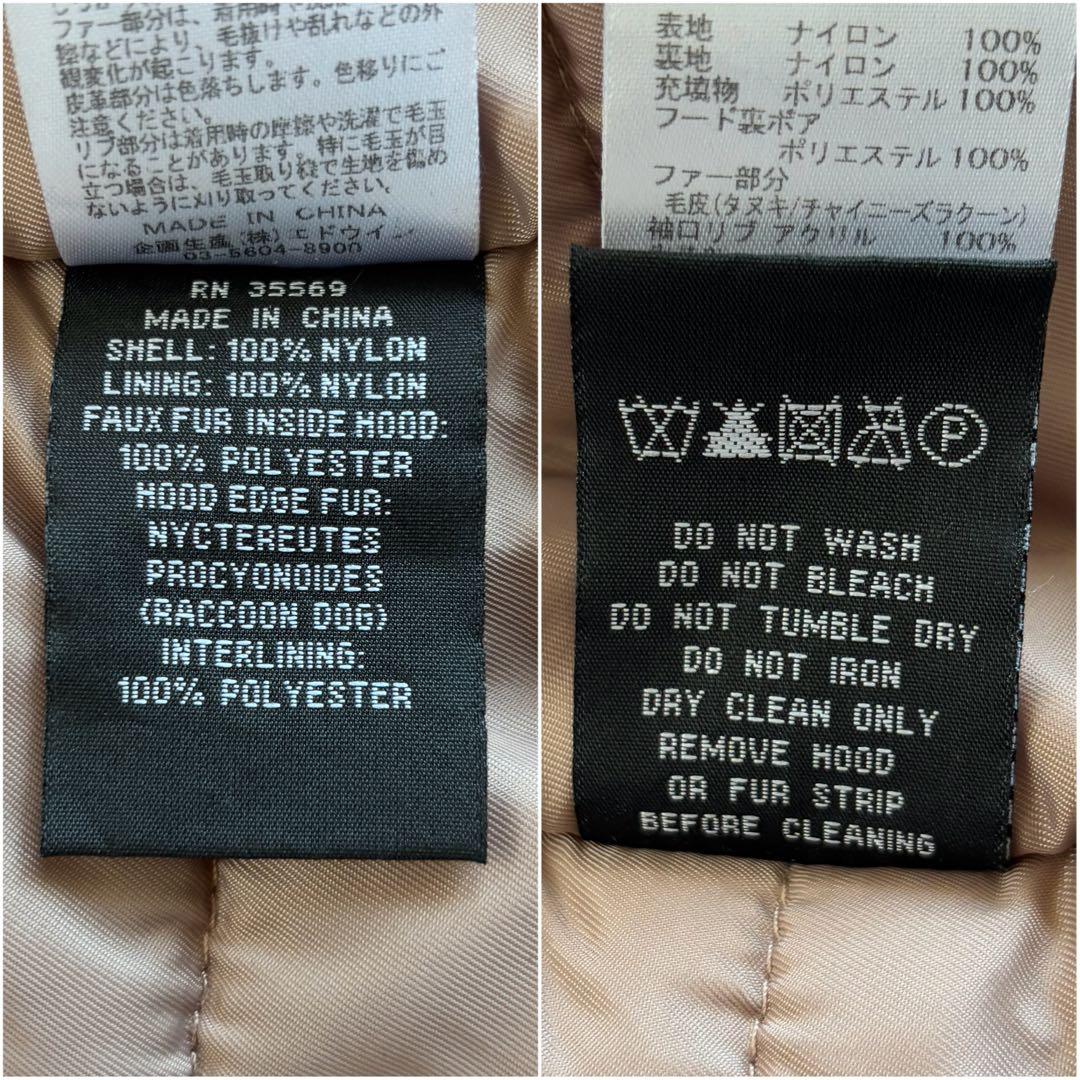 ファー部分は、着用時や洗
毛抜けや乱れなどの外
観変化が起こります。
皮革部分は色落ちします。色移りにご
注意ください。
リブ部分は着用時の摩擦や洗濯で毛玉
になることがあります。特に毛玉が目
立つ場合は、毛玉取り縁で生地を傷め
ないように刈り取ってください。
MADE IN CHINA
企画生産(株)エドウイン
03-5604-8900
RN 35569
MADE IN CHINA
SHELL: 100% NYLON
LINING: 100% NYLON
FAUX FUR INSIDE HOOD:
100% POLYESTER
HOOD EDGE FUR:
NYCTEREUTES
PROCYONOIDES
(RACCOON DOG)
INTERLINING:
100% POLYESTER
表地 ナイロン 100%
裏地 ナイロン 100%
充填物 ポリエステル 100%
フード裏ボア
ポリエステル 100%
ファー部分
毛皮(タヌキ/チャイニーズラクーン)
袖口リブ アクリル 100%
P
DO NOT WASH
DO NOT BLEACH
DO NOT TUMBLE DRY
DO NOT IRON
DRY CLEAN ONLY
REMOVE HOOD
OR FUR STRIP
BEFORE CLEANING